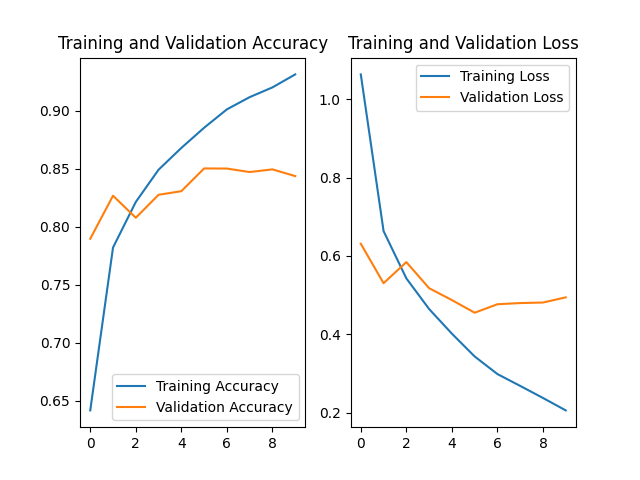 Training and Validation Accuracy
0.90
0.85
0.80
0.75
0.70
0.65
0 2 4 6 8
Training Accuracy
Validation Accuracy
Training and Validation Loss
1.0
0.8
0.6
0.4
0.2
0 2 4 6 8
Training Loss
Validation Loss